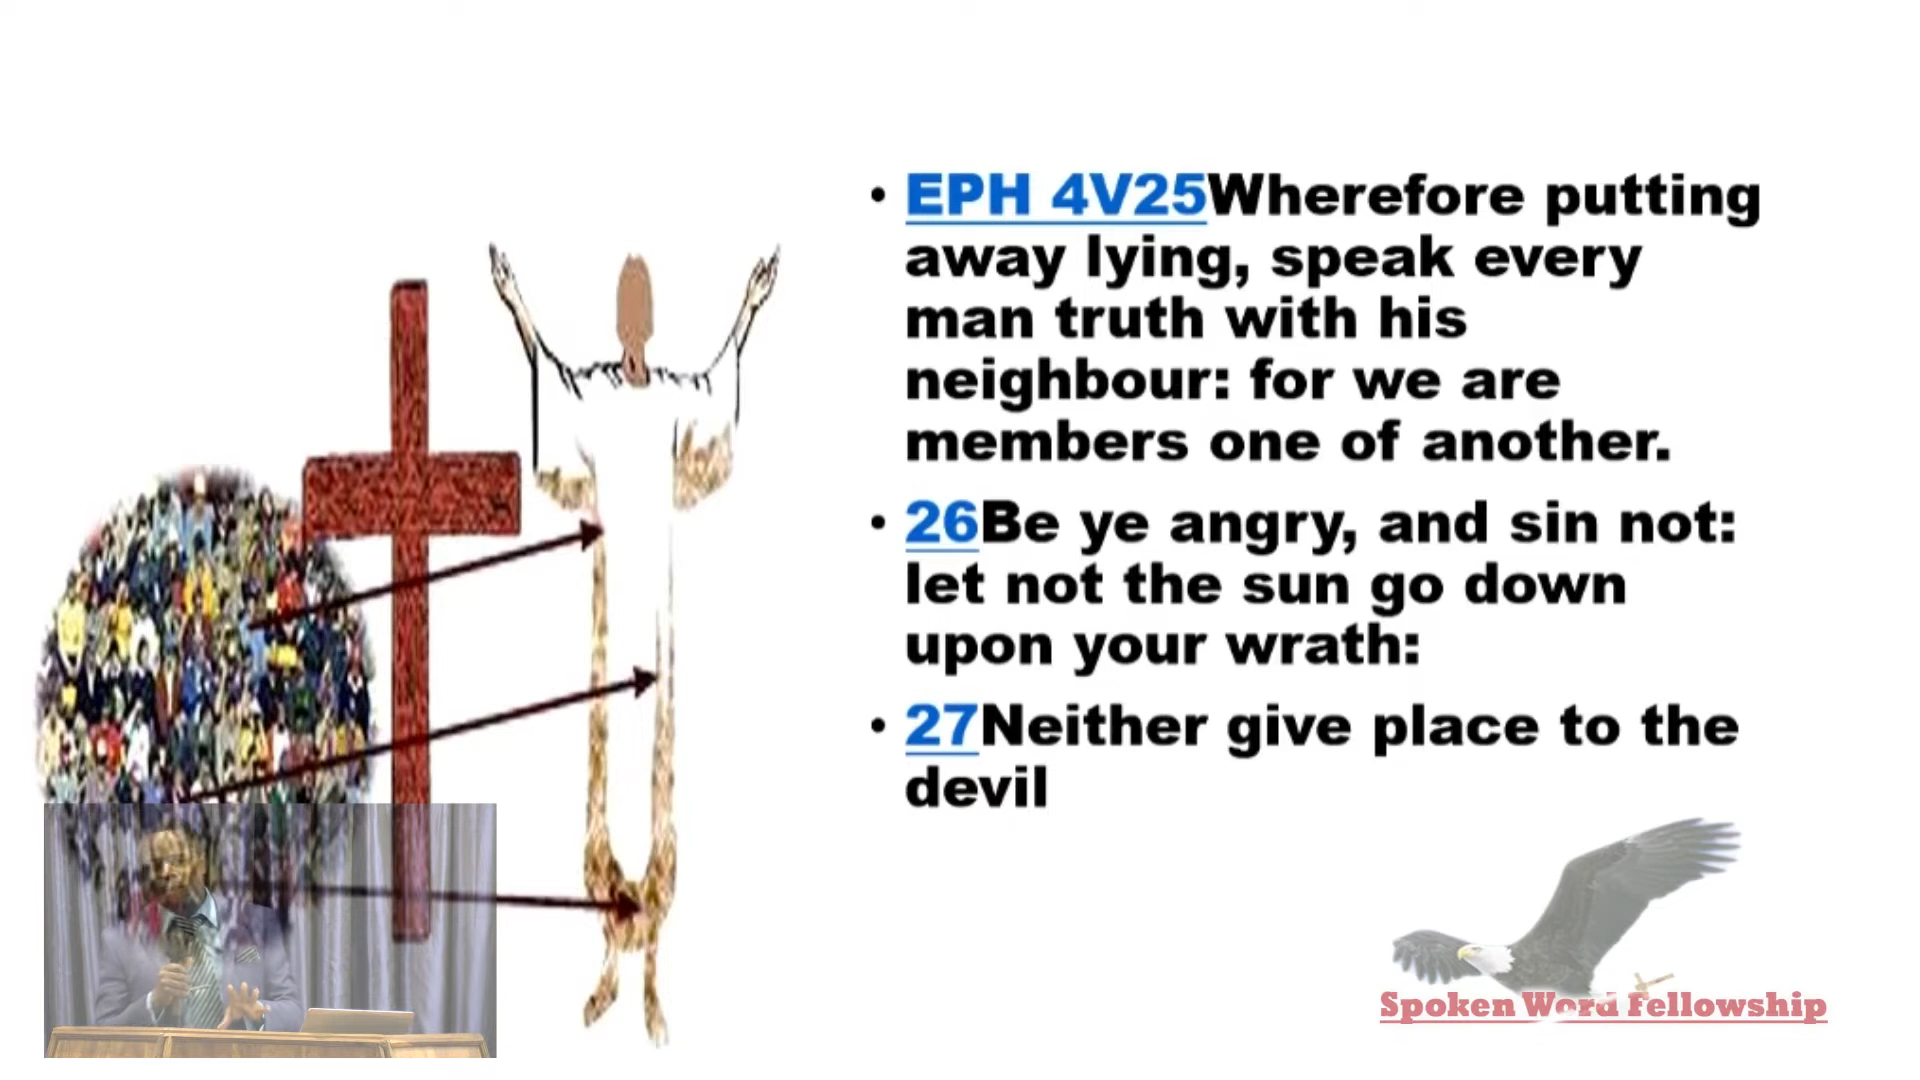 • EPH 4V25Wherefore putting
away lying, speak every
man truth with his
neighbour: for we are
members one of another.
• 26Be ye angry, and sin not:
let not the sun go down
upon your wrath:
• 27Neither give place to the
devil
Spoken Word Fellowship